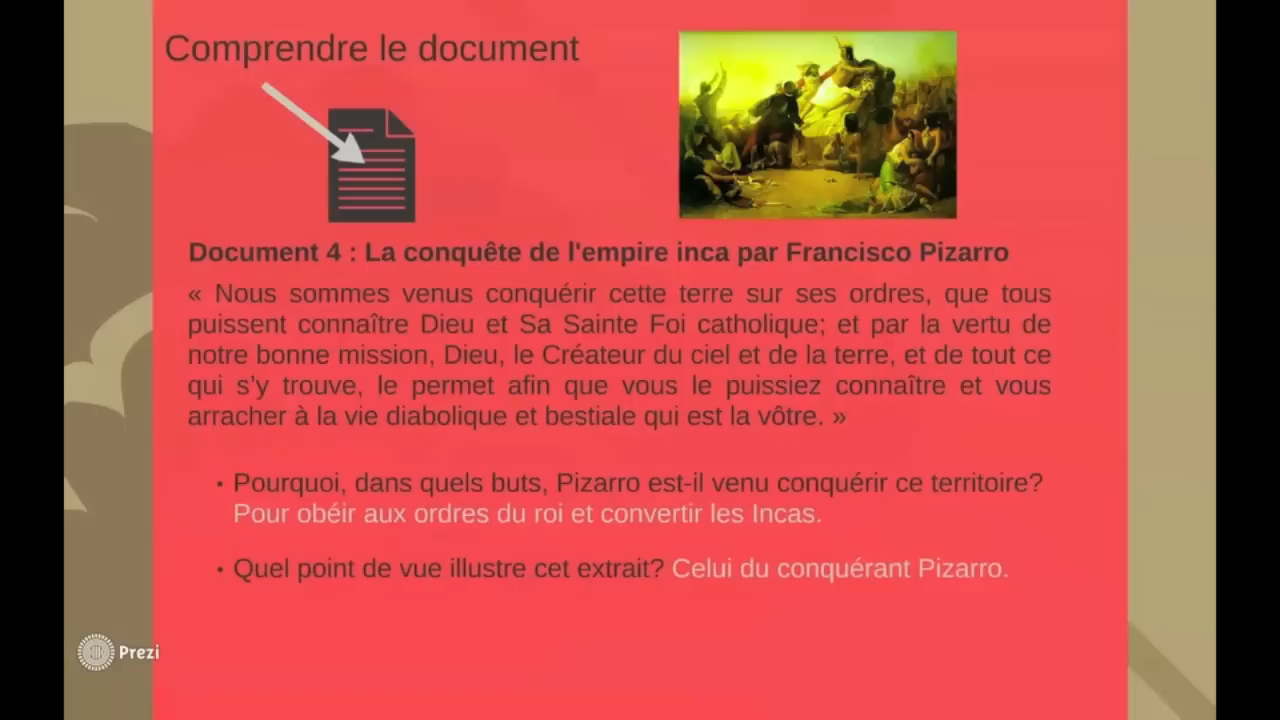 Comprendre le document
Document 4 : La conquête de l'empire inca par Francisco Pizarro
« Nous sommes venus conquérir cette terre sur ses ordres, que tous
puissent connaître Dieu et Sa Sainte Foi catholique; et par la vertu de
notre bonne mission, Dieu, le Créateur du ciel et de la terre, et de tout ce
qui s'y trouve, le permet afin que vous le puissiez connaître et vous
arracher à la vie diabolique et bestiale qui est la vôtre. »
• Pourquoi, dans quels buts, Pizarro est-il venu conquérir ce territoire?
Pour obéir aux ordres du roi et convertir les Incas.
• Quel point de vue illustre cet extrait? Celui du conquérant Pizarro.
Prezi